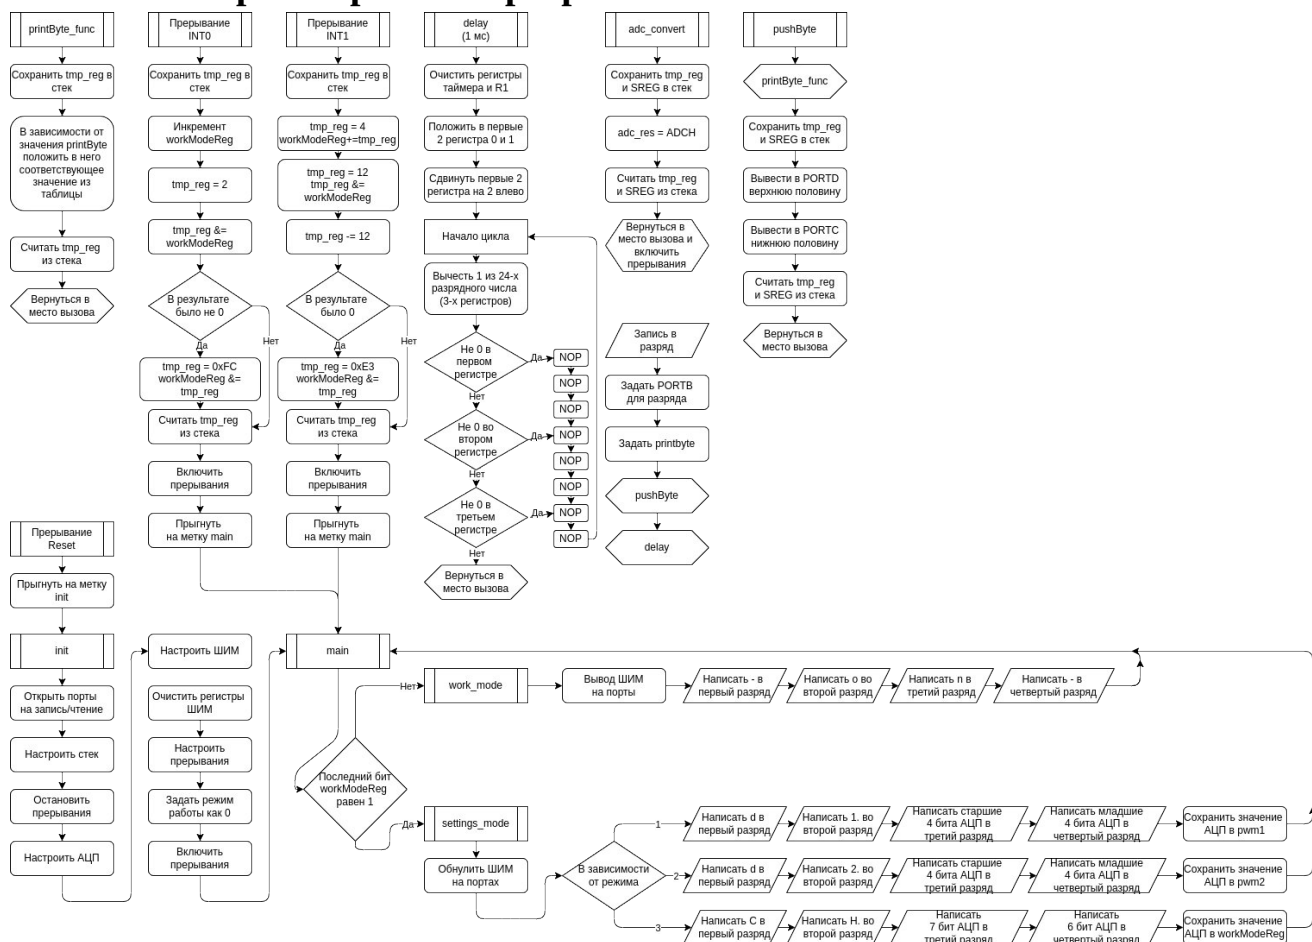 printByte_func
Сохранить tmp_reg в
стек
В зависимости от
значения printByte
положить в него
соответствующее
значение из
таблицы
Считать tmp_reg
из стека
Вернуться в
место вызова
Прерывание
INT0
Сохранить tmp_reg в
стек
Инкремент
workModeReg
tmp_reg = 2
tmp_reg &=
workModeReg
В результате
было не 0
Нет
Да
tmp_reg = 0xFC
workModeReg &=
tmp_reg
Считать tmp_reg
из стека
Включить
прерывания
Прыгнуть
на метку main
Прерывание
INT1
Сохранить tmp_reg в
стек
tmp_reg = 4
workModeReg+=tmp_reg
tmp_reg = 12
tmp_reg &=
workModeReg
tmp_reg -= 12
В результате
было 0
Нет
Да
tmp_reg = 0xE3
workModeReg &=
tmp_reg
Считать tmp_reg
из стека
Включить
прерывания
Прыгнуть
на метку main
delay
(1 мс)
Очистить регистры
таймера и R1
Положить в первые
2 регистра 0 и 1
Сдвинуть первые 2
регистра на 2 влево
Начало цикла
Вычесть 1 из 24-х
разрядного числа
(3-х регистров)
Не 0 в
первом
регистре
Да
Нет
Не 0 во
втором
регистре
Да
Нет
Не 0 в
третьем
регистре
Да
Нет
Вернуться в
место вызова
NOP
NOP
NOP
NOP
NOP
NOP
NOP
NOP
adc_convert
Сохранить tmp_reg
и SREG в стек
adc_res = ADCH
Считать tmp_reg
и SREG из стека
Вернуться в
место вызова и
включить
прерывания
Запись в
разряд
Задать PORTB
для разряда
Задать printbyte
pushByte
delay
pushByte
printByte_func
Сохранить tmp_reg
и SREG в стек
Вывести в PORTD
верхнюю половину
Вывести в PORTC
нижнюю половину
Считать tmp_reg
и SREG из стека
Вернуться в
место вызова
Прерывание
Reset
Прыгнуть на метку
init
init
Открыть порты
на запись/чтение
Настроить стек
Остановить
прерывания
Настроить АЦП
Настроить ШИМ
Очистить регистры
ШИМ
Настроить
прерывания
Задать режим
работы как 0
Включить
прерывания
main
Последний бит
workModeReg
равен 1
Нет
work_mode
Вывод ШИМ
на порты
Написать - в
первый разряд
Написать o во
второй разряд
Написать n в
третий разряд
Написать - в
четвертый разряд
Да
settings_mode
Обнулить ШИМ
на портах
В зависимости
от режима
1
Написать d в
первый разряд
Написать 1. во
второй разряд
Написать старшие
4 бита АЦП в
третий разряд
Написать младшие
4 бита АЦП в
четвертый разряд
Сохранить значение
АЦП в pwm1
2
Написать d в
первый разряд
Написать 2. во
второй разряд
Написать старшие
4 бита АЦП в
третий разряд
Написать младшие
4 бита АЦП в
четвертый разряд
Сохранить значение
АЦП в pwm2
3
Написать C в
первый разряд
Написать H. во
второй разряд
Написать
7 бит АЦП в
третий разряд
Написать
6 бит АЦП в
четвертый разряд
Сохранить значение
АЦП в workModeReg